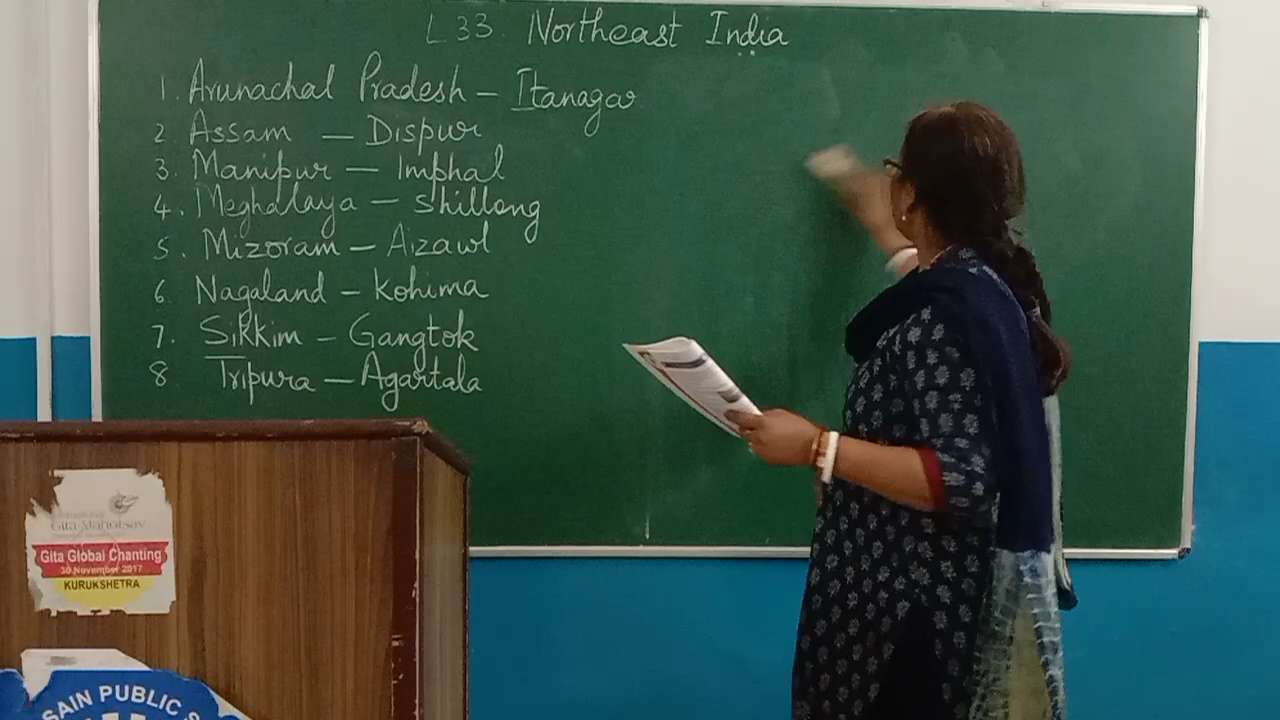 L 33 Northeast India
1. Arunachal Pradesh - Itanagar
2 Assam - Dispur
3. Manipur - Imphal
4. Meghalaya - Shillong
5. Mizoram - Aizawl
6. Nagaland - Kohima
7. Sikkim - Gangtok
8 Tripura - Agartala
Gita Mahotsav
Gita Global Chanting
30 November 2017
KURUKSHETRA
SAIN PUBLIC S